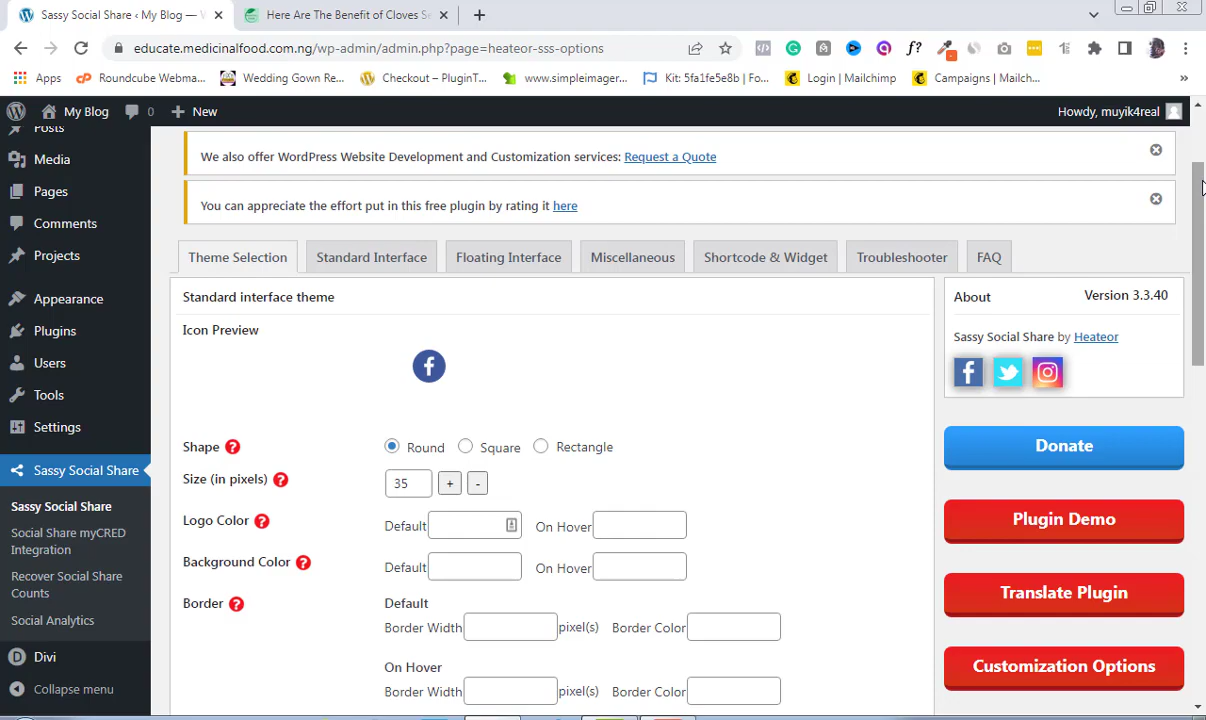 Sassy Social Share ‹ My Blog — W
Here Are The Benefit of Cloves Se
educate.medicinalfood.com.ng/wp-admin/admin.php?page=heateor-sss-options
Apps
Roundcube Webma...
Wedding Gown Re...
Checkout – PluginT...
www.simpleimager...
Kit: 5fa1fe5e8b | Fo...
Login | Mailchimp
Campaigns | Mailch...
My Blog
0
New
Howdy, muyik4real
Posts
Media
Pages
Comments
Projects
Appearance
Plugins
Users
Tools
Settings
Sassy Social Share
Sassy Social Share
Social Share myCRED
Integration
Recover Social Share
Counts
Social Analytics
Divi
Collapse menu
We also offer WordPress Website Development and Customization services: Request a Quote
You can appreciate the effort put in this free plugin by rating it here
Theme Selection
Standard Interface
Floating Interface
Miscellaneous
Shortcode & Widget
Troubleshooter
FAQ
Standard interface theme
Icon Preview
Shape ?
Round
Square
Rectangle
Size (in pixels) ?
35
+
-
Logo Color ?
Default
On Hover
Background Color ?
Default
On Hover
Border ?
Default
Border Width
pixel(s)
Border Color
On Hover
Border Width
pixel(s)
Border Color
About
Version 3.3.40
Sassy Social Share by Heateor
Donate
Plugin Demo
Translate Plugin
Customization Options